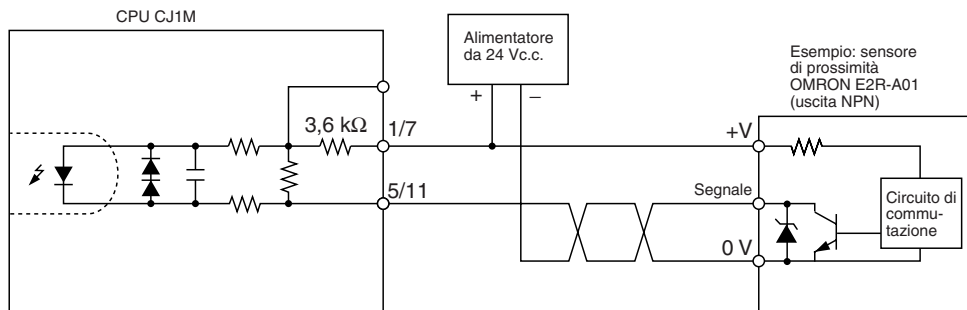 CPU CJ1M
Alimentatore
da 24 Vc.c.
+
−
Esempio: sensore
di prossimità
OMRON E2R-A01
(uscita NPN)
3,6 kΩ
1/7
+V
5/11
Segnale
0 V
Circuito di
commu-
tazione